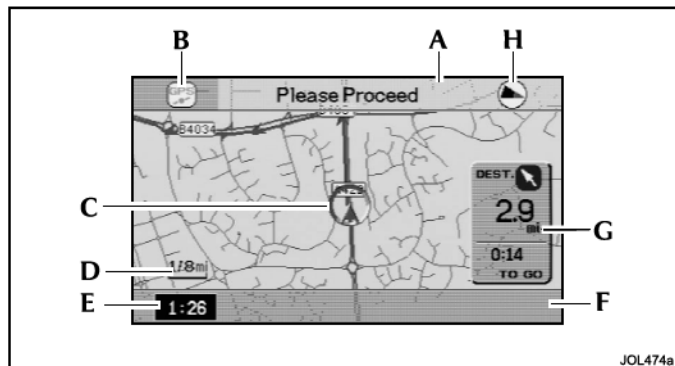 B
A
H
GPS
Please Proceed
B4034
C
DEST.
2.9
mi
G
0:14
TO GO
D
1/8mi
E
1:26
F
JOL474a